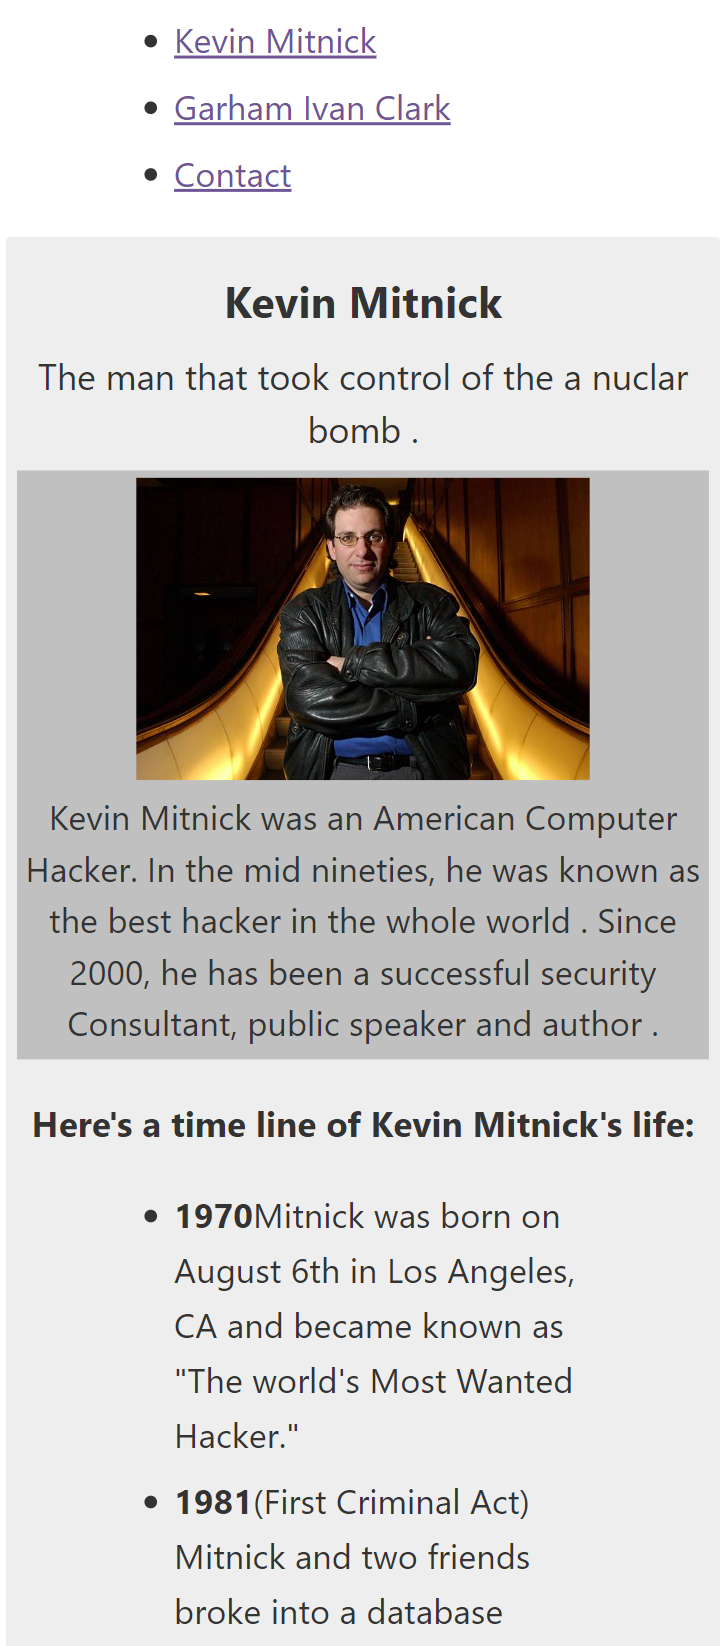 Kevin Mitnick
Garham Ivan Clark
Contact
Kevin Mitnick
The man that took control of the a nuclar
bomb .
Kevin Mitnick was an American Computer
Hacker. In the mid nineties, he was known as
the best hacker in the whole world . Since
2000, he has been a successful security
Consultant, public speaker and author .
Here's a time line of Kevin Mitnick's life:
1970Mitnick was born on
August 6th in Los Angeles,
CA and became known as
"The world's Most Wanted
Hacker."
1981(First Criminal Act)
Mitnick and two friends
broke into a database